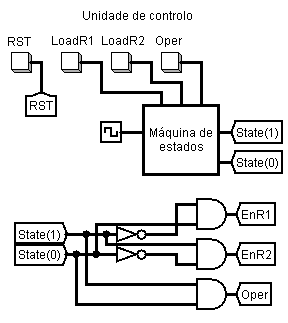 Unidade de controlo
RST LoadR1 LoadR2 Oper
RST
Máquina de
estados
State(1)
State(0)
State(1)
State(0)
EnR1
EnR2
Oper